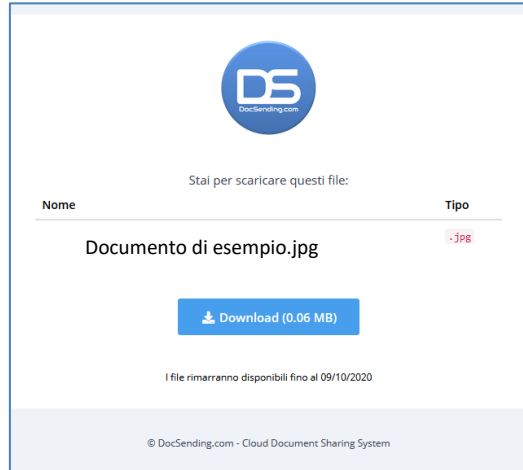 DS
DocSending.com
Stai per scaricare questi file:
Nome Tipo
Documento di esempio.jpg .jpg
Download (0.06 MB)
I file rimarranno disponibili fino al 09/10/2020
© DocSending.com - Cloud Document Sharing System